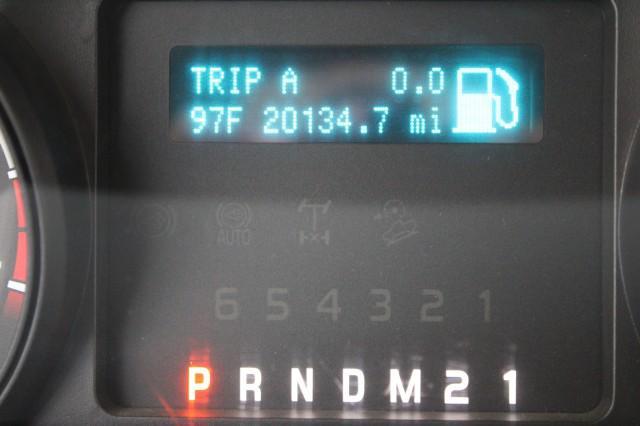 TRIP A 0.0
97F 20134.7 mi
AUTO
6 5 4 3 2 1
P R N D M 2 1